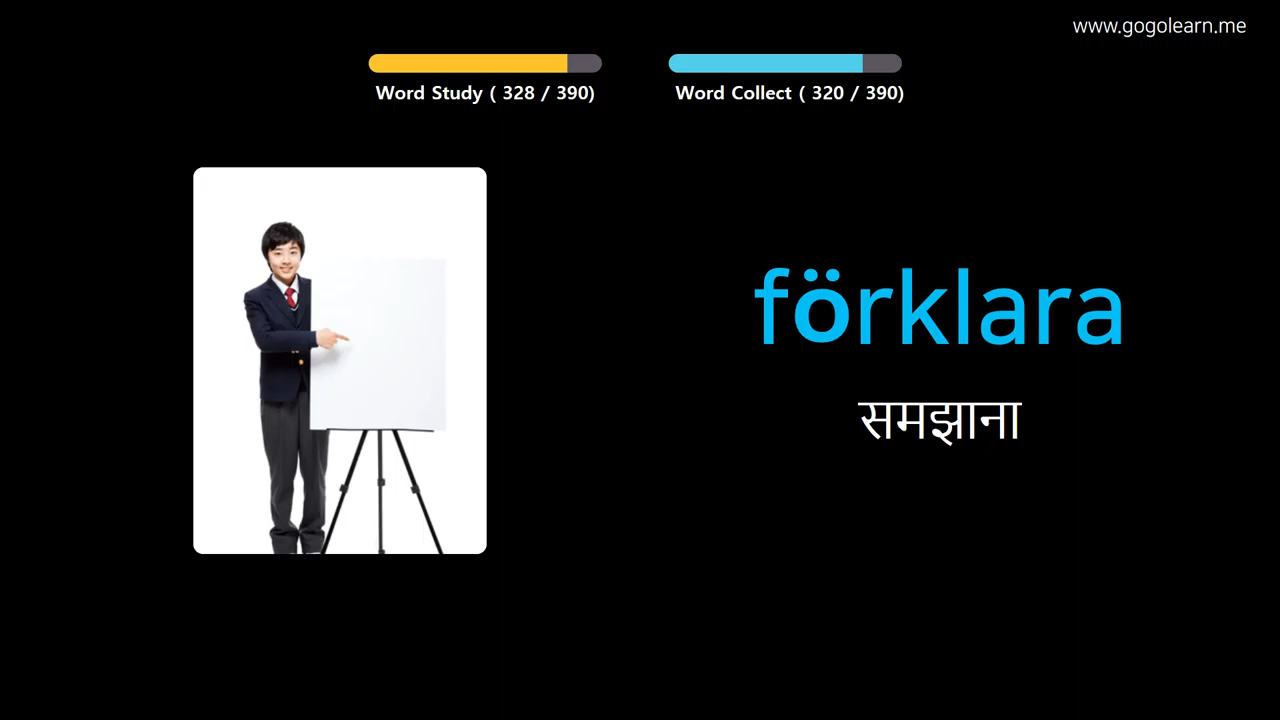 www.gogolearn.me
Word Study ( 328 / 390)
Word Collect ( 320 / 390)
förklara
समझाना